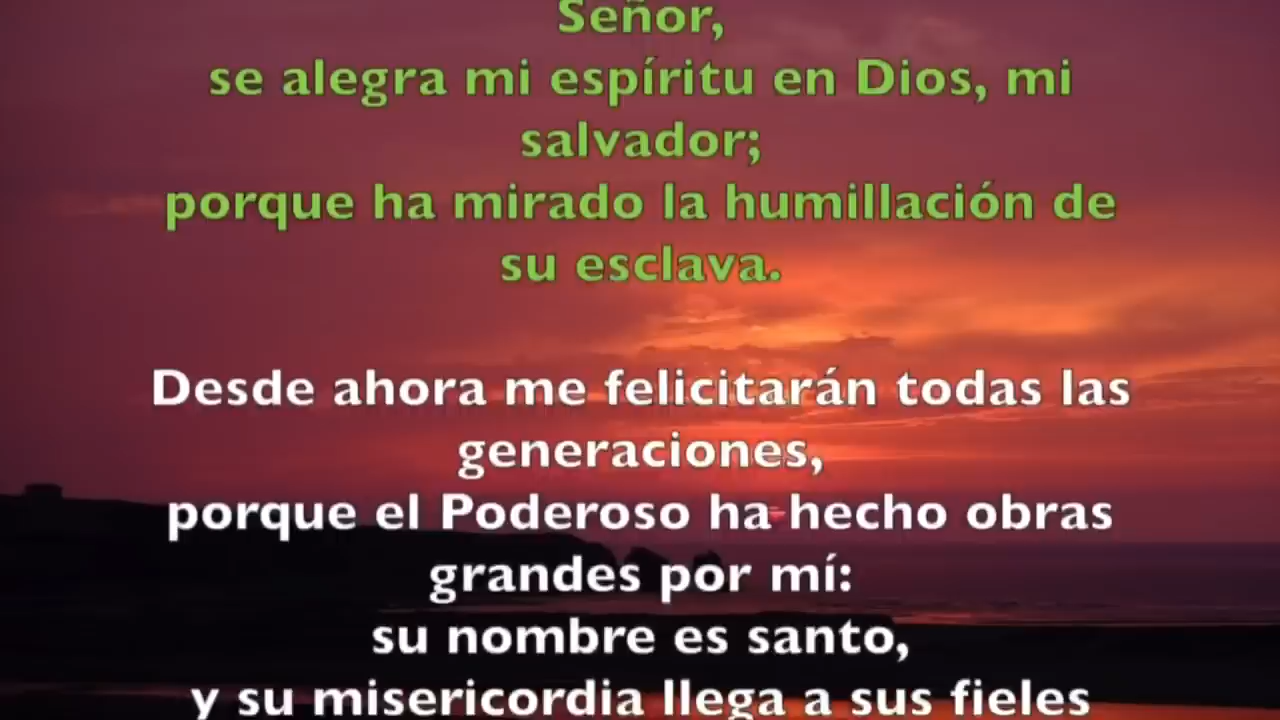 Señor,
se alegra mi espíritu en Dios, mi
salvador;
porque ha mirado la humillación de
su esclava.
Desde ahora me felicitarán todas las
generaciones,
porque el Poderoso ha hecho obras
grandes por mí:
su nombre es santo,
y su misericordia llega a sus fieles